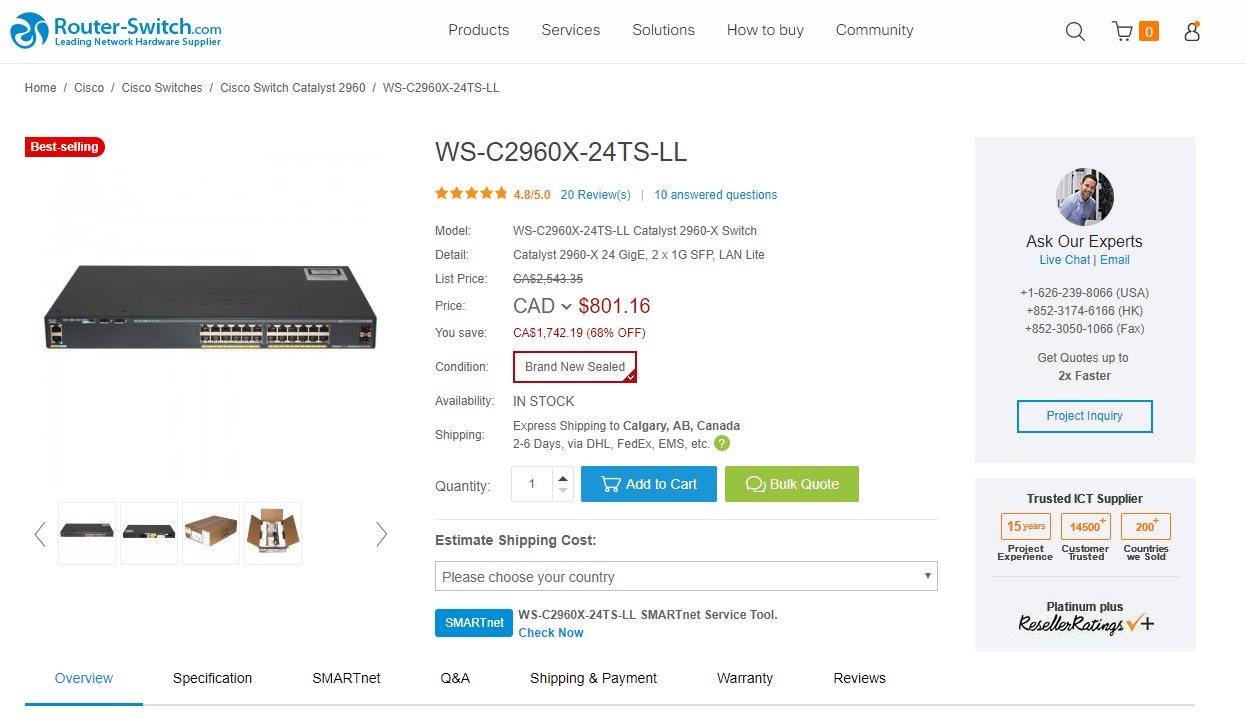 Router-Switch.com
Leading Network Hardware Supplier
Products Services Solutions How to buy Community
0
Home / Cisco / Cisco Switches / Cisco Switch Catalyst 2960 / WS-C2960X-24TS-LL
Best-selling
WS-C2960X-24TS-LL
4.8/5.0 20 Review(s) | 10 answered questions
Model: WS-C2960X-24TS-LL Catalyst 2960-X Switch
Detail: Catalyst 2960-X 24 GigE, 2 x 1G SFP, LAN Lite
List Price: CA$2,543.35
Price: CAD $801.16
You save: CA$1,742.19 (68% OFF)
Condition: Brand New Sealed
Availability: IN STOCK
Shipping: Express Shipping to Calgary, AB, Canada
2-6 Days, via DHL, FedEx, EMS, etc. ?
Quantity: 1 Add to Cart Bulk Quote
Estimate Shipping Cost:
Please choose your country
SMARTnet WS-C2960X-24TS-LL SMARTnet Service Tool.
Check Now
Ask Our Experts
Live Chat | Email
+1-626-239-8066 (USA)
+852-3174-6166 (HK)
+852-3050-1066 (Fax)
Get Quotes up to
2x Faster
Project Inquiry
Trusted ICT Supplier
15 years 14500+ 200+
Project Customer Countries
Experience Trusted we Sold
Platinum plus
ResellerRatings +
Overview Specification SMARTnet Q&A Shipping & Payment Warranty Reviews